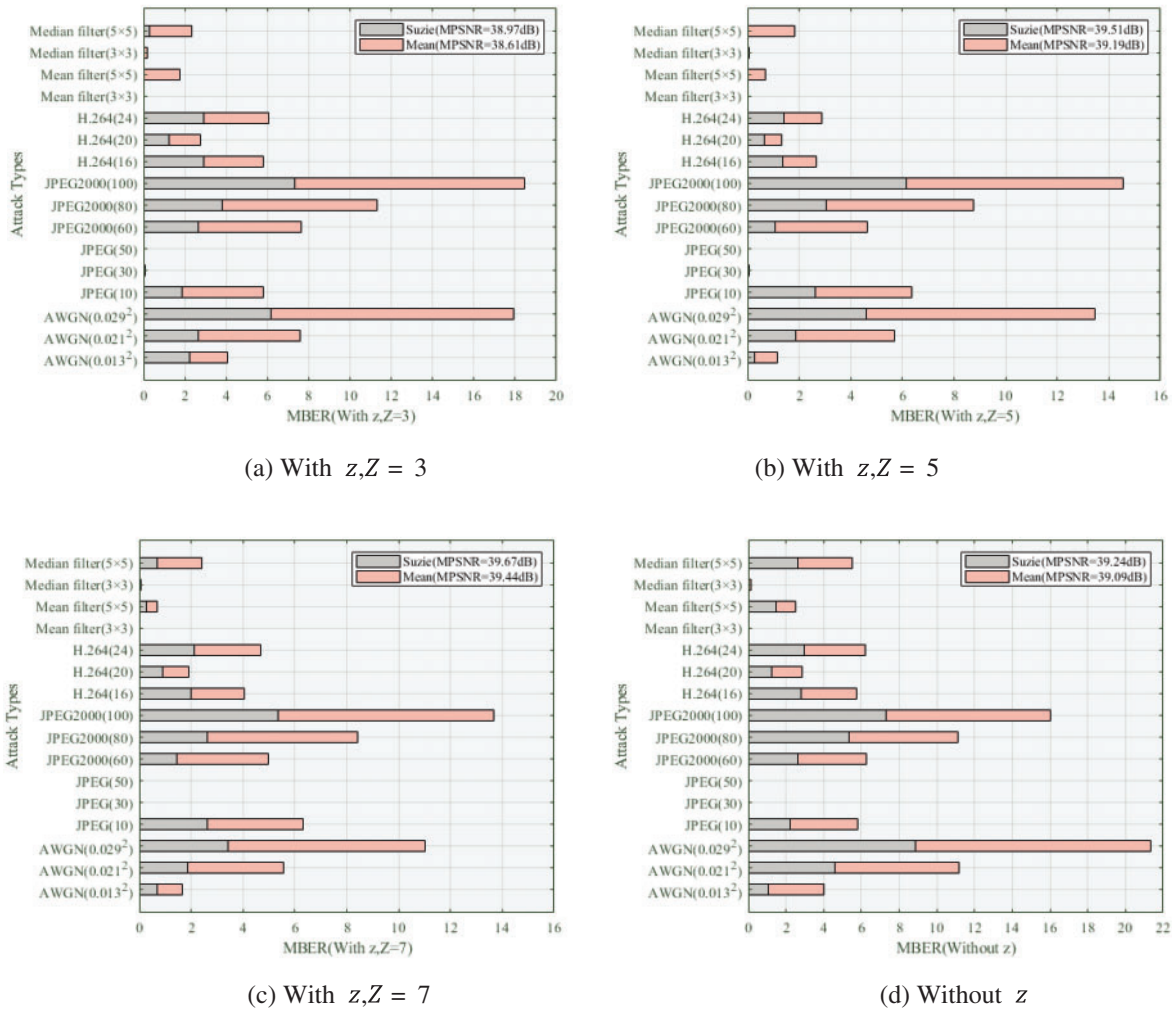 Attack Types
Median filter(5×5)
Median filter(3×3)
Mean filter(5×5)
Mean filter(3×3)
H.264(24)
H.264(20)
H.264(16)
JPEG2000(100)
JPEG2000(80)
JPEG2000(60)
JPEG(50)
JPEG(30)
JPEG(10)
AWGN(0.029²)
AWGN(0.021²)
AWGN(0.013²)
Suzie(MPSNR=38.97dB)
Mean(MPSNR=38.61dB)
0 2 4 6 8 10 12 14 16 18 20
MBER(With z,Z=3)
(a) With z,Z = 3
Attack Types
Median filter(5×5)
Median filter(3×3)
Mean filter(5×5)
Mean filter(3×3)
H.264(24)
H.264(20)
H.264(16)
JPEG2000(100)
JPEG2000(80)
JPEG2000(60)
JPEG(50)
JPEG(30)
JPEG(10)
AWGN(0.029²)
AWGN(0.021²)
AWGN(0.013²)
Suzie(MPSNR=39.51dB)
Mean(MPSNR=39.19dB)
0 2 4 6 8 10 12 14 16
MBER(With z,Z=5)
(b) With z,Z = 5
Attack Types
Median filter(5×5)
Median filter(3×3)
Mean filter(5×5)
Mean filter(3×3)
H.264(24)
H.264(20)
H.264(16)
JPEG2000(100)
JPEG2000(80)
JPEG2000(60)
JPEG(50)
JPEG(30)
JPEG(10)
AWGN(0.029²)
AWGN(0.021²)
AWGN(0.013²)
Suzie(MPSNR=39.67dB)
Mean(MPSNR=39.44dB)
0 2 4 6 8 10 12 14 16
MBER(With z,Z=7)
(c) With z,Z = 7
Attack Types
Median filter(5×5)
Median filter(3×3)
Mean filter(5×5)
Mean filter(3×3)
H.264(24)
H.264(20)
H.264(16)
JPEG2000(100)
JPEG2000(80)
JPEG2000(60)
JPEG(50)
JPEG(30)
JPEG(10)
AWGN(0.029²)
AWGN(0.021²)
AWGN(0.013²)
Suzie(MPSNR=39.24dB)
Mean(MPSNR=39.09dB)
0 2 4 6 8 10 12 14 16 18 20 22
MBER(Without z)
(d) Without z